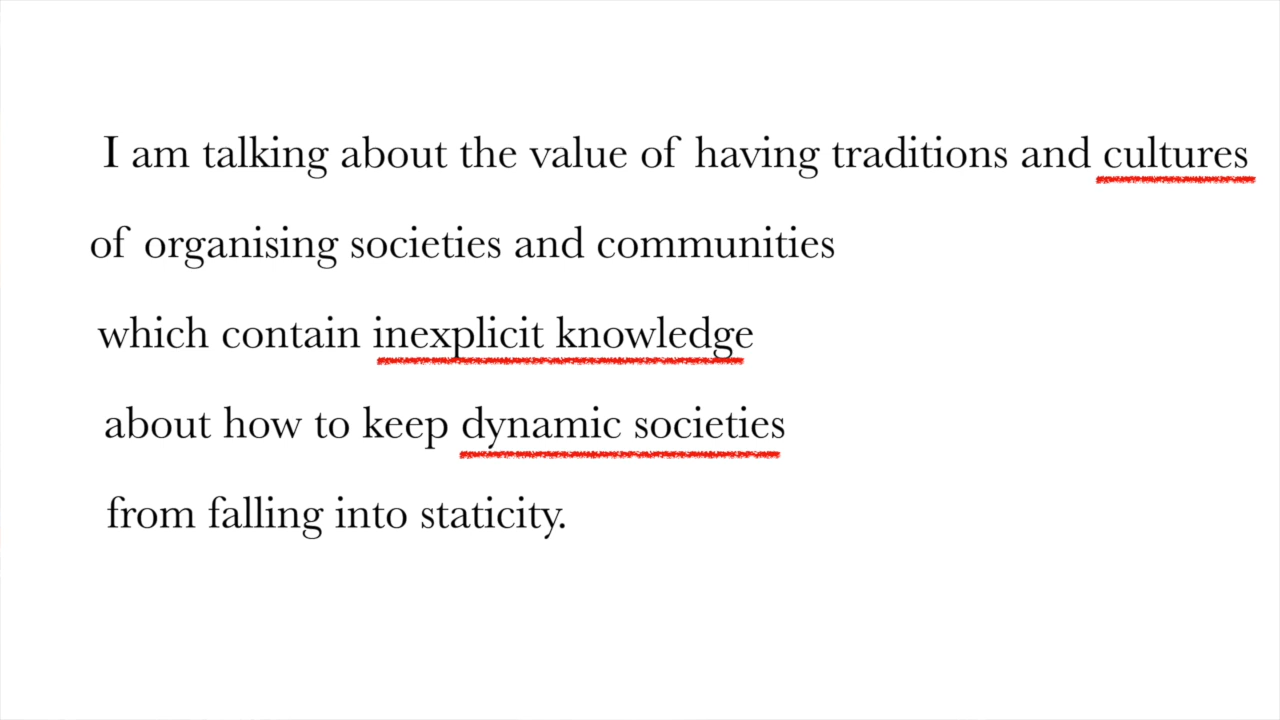 I am talking about the value of having traditions and cultures
of organising societies and communities
which contain inexplicit knowledge
about how to keep dynamic societies
from falling into staticity.